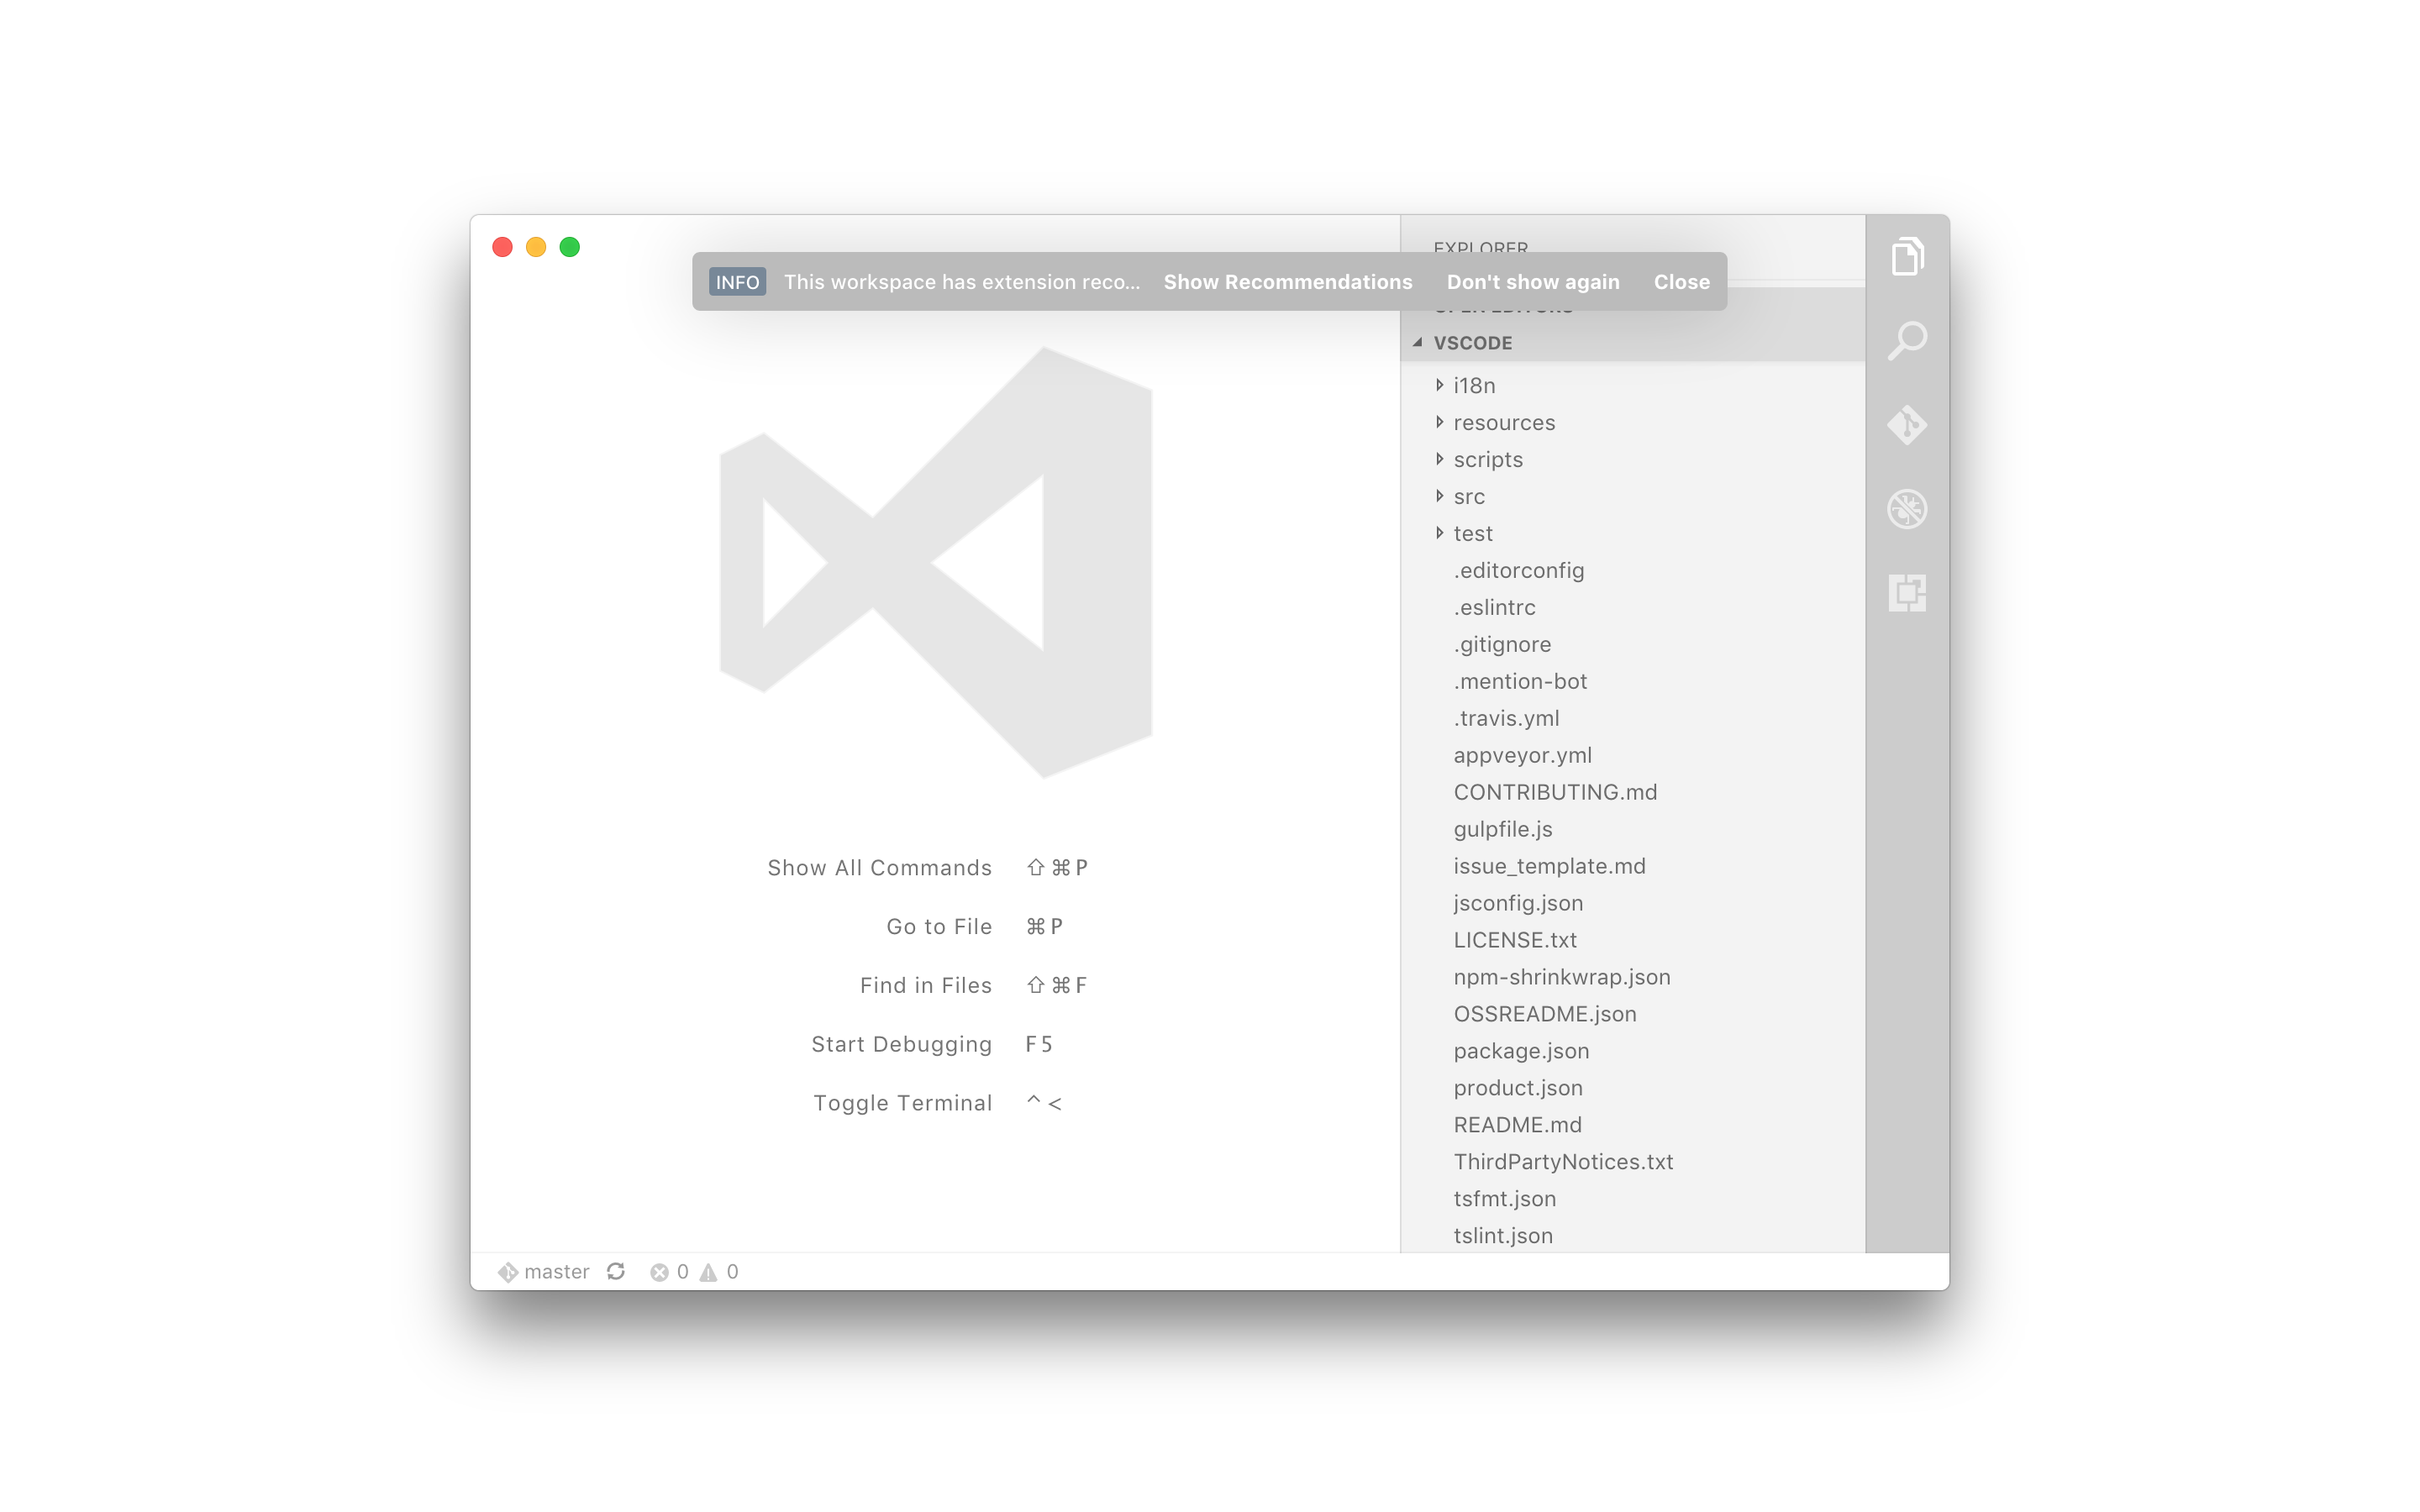 EXPLORER
INFO This workspace has extension reco... Show Recommendations Don't show again Close
OPEN EDITORS
VSCODE
i18n
resources
scripts
src
test
.editorconfig
.eslintrc
.gitignore
.mention-bot
.travis.yml
appveyor.yml
CONTRIBUTING.md
gulpfile.js
issue_template.md
jsconfig.json
LICENSE.txt
npm-shrinkwrap.json
OSSREADME.json
package.json
product.json
README.md
ThirdPartyNotices.txt
tsfmt.json
tslint.json
Show All Commands ⇧⌘P
Go to File ⌘P
Find in Files ⇧⌘F
Start Debugging F5
Toggle Terminal ^<
master 0 0